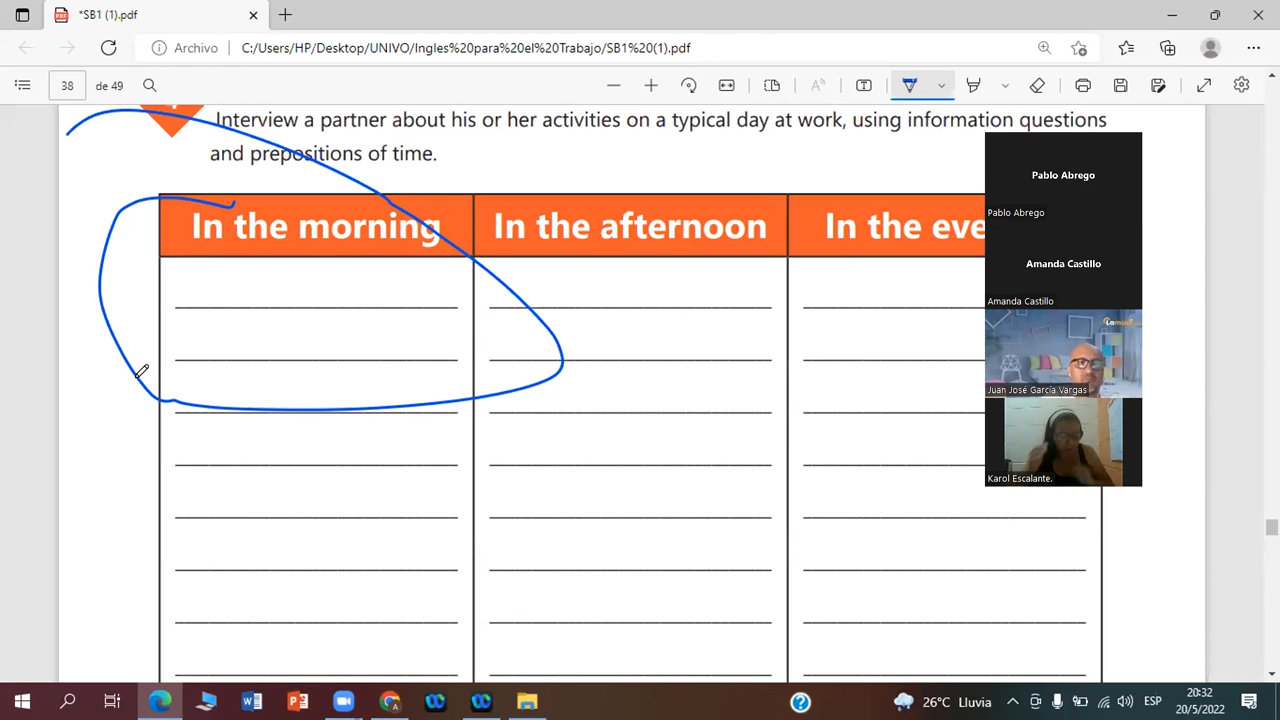 *SB1 (1).pdf
Archivo
C:/Users/HP/Desktop/UNIVO/Ingles%20para%20el%20Trabajo/SB1%20(1).pdf
38
de 49
Interview a partner about his or her activities on a typical day at work, using information questions
and prepositions of time.
In the morning
In the afternoon
In the eve
Pablo Abrego
Pablo Abrego
Amanda Castillo
Amanda Castillo
Juan José García Vargas
Karol Escalante.
26°C Lluvia
ESP
20:32
20/5/2022